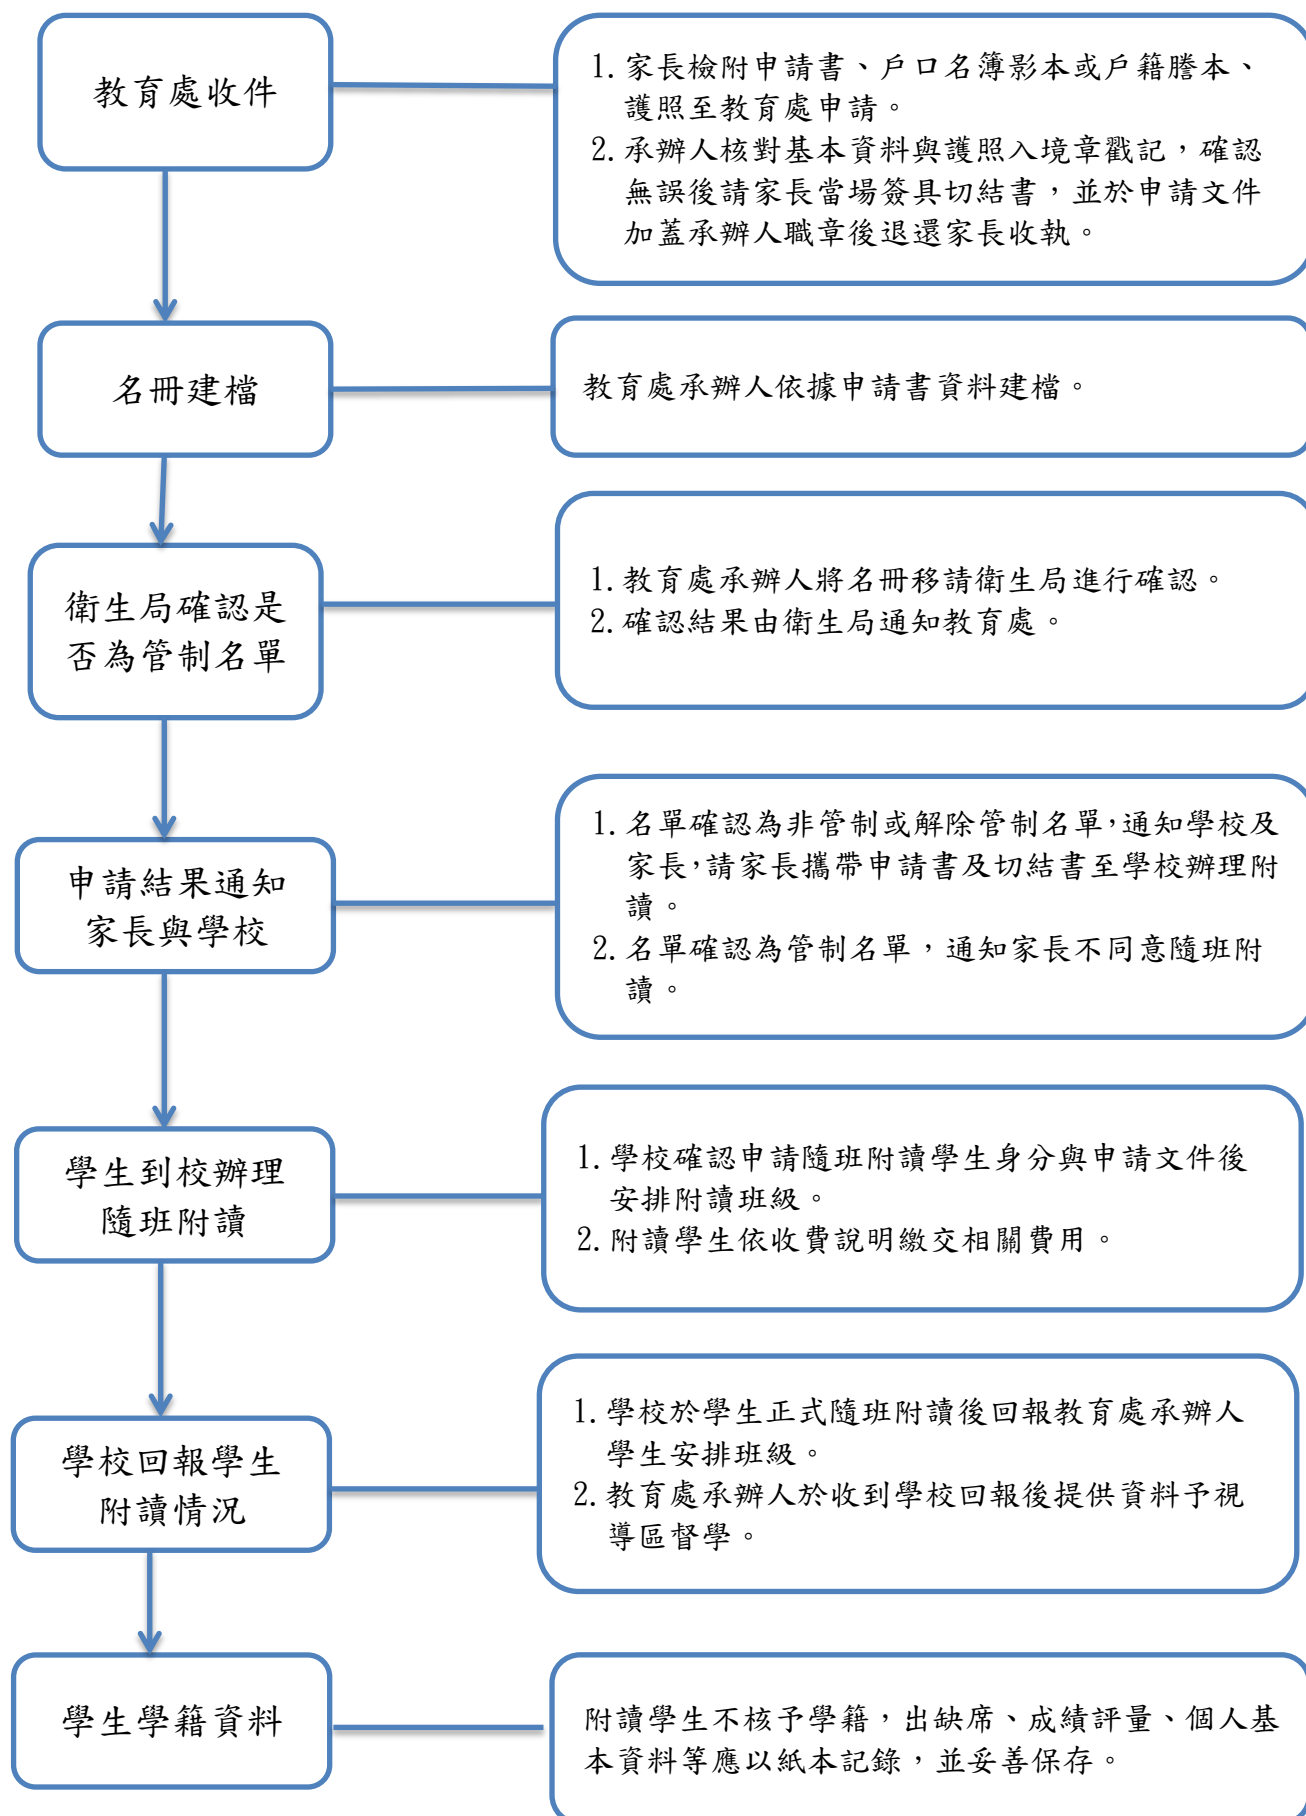 教育處收件
1.家長檢附申請書、戶口名簿影本或戶籍謄本、
護照至教育處申請。
2.承辦人核對基本資料與護照入境章戳記，確認
無誤後請家長當場簽具切結書，並於申請文件
加蓋承辦人職章後退還家長收執。
名冊建檔
教育處承辦人依據申請書資料建檔。
衛生局確認是
否為管制名單
1.教育處承辦人將名冊移請衛生局進行確認。
2.確認結果由衛生局通知教育處。
申請結果通知
家長與學校
1.名單確認為非管制或解除管制名單，通知學校及
家長，請家長攜帶申請書及切結書至學校辦理附
讀。
2.名單確認為管制名單，通知家長不同意隨班附
讀。
學生到校辦理
隨班附讀
1.學校確認申請隨班附讀學生身分與申請文件後
安排附讀班級。
2.附讀學生依收費說明繳交相關費用。
學校回報學生
附讀情況
1.學校於學生正式隨班附讀後回報教育處承辦人
學生安排班級。
2.教育處承辦人於收到學校回報後提供資料予視
導區督學。
學生學籍資料
附讀學生不核予學籍，出缺席、成績評量、個人基
本資料等應以紙本記錄，並妥善保存。